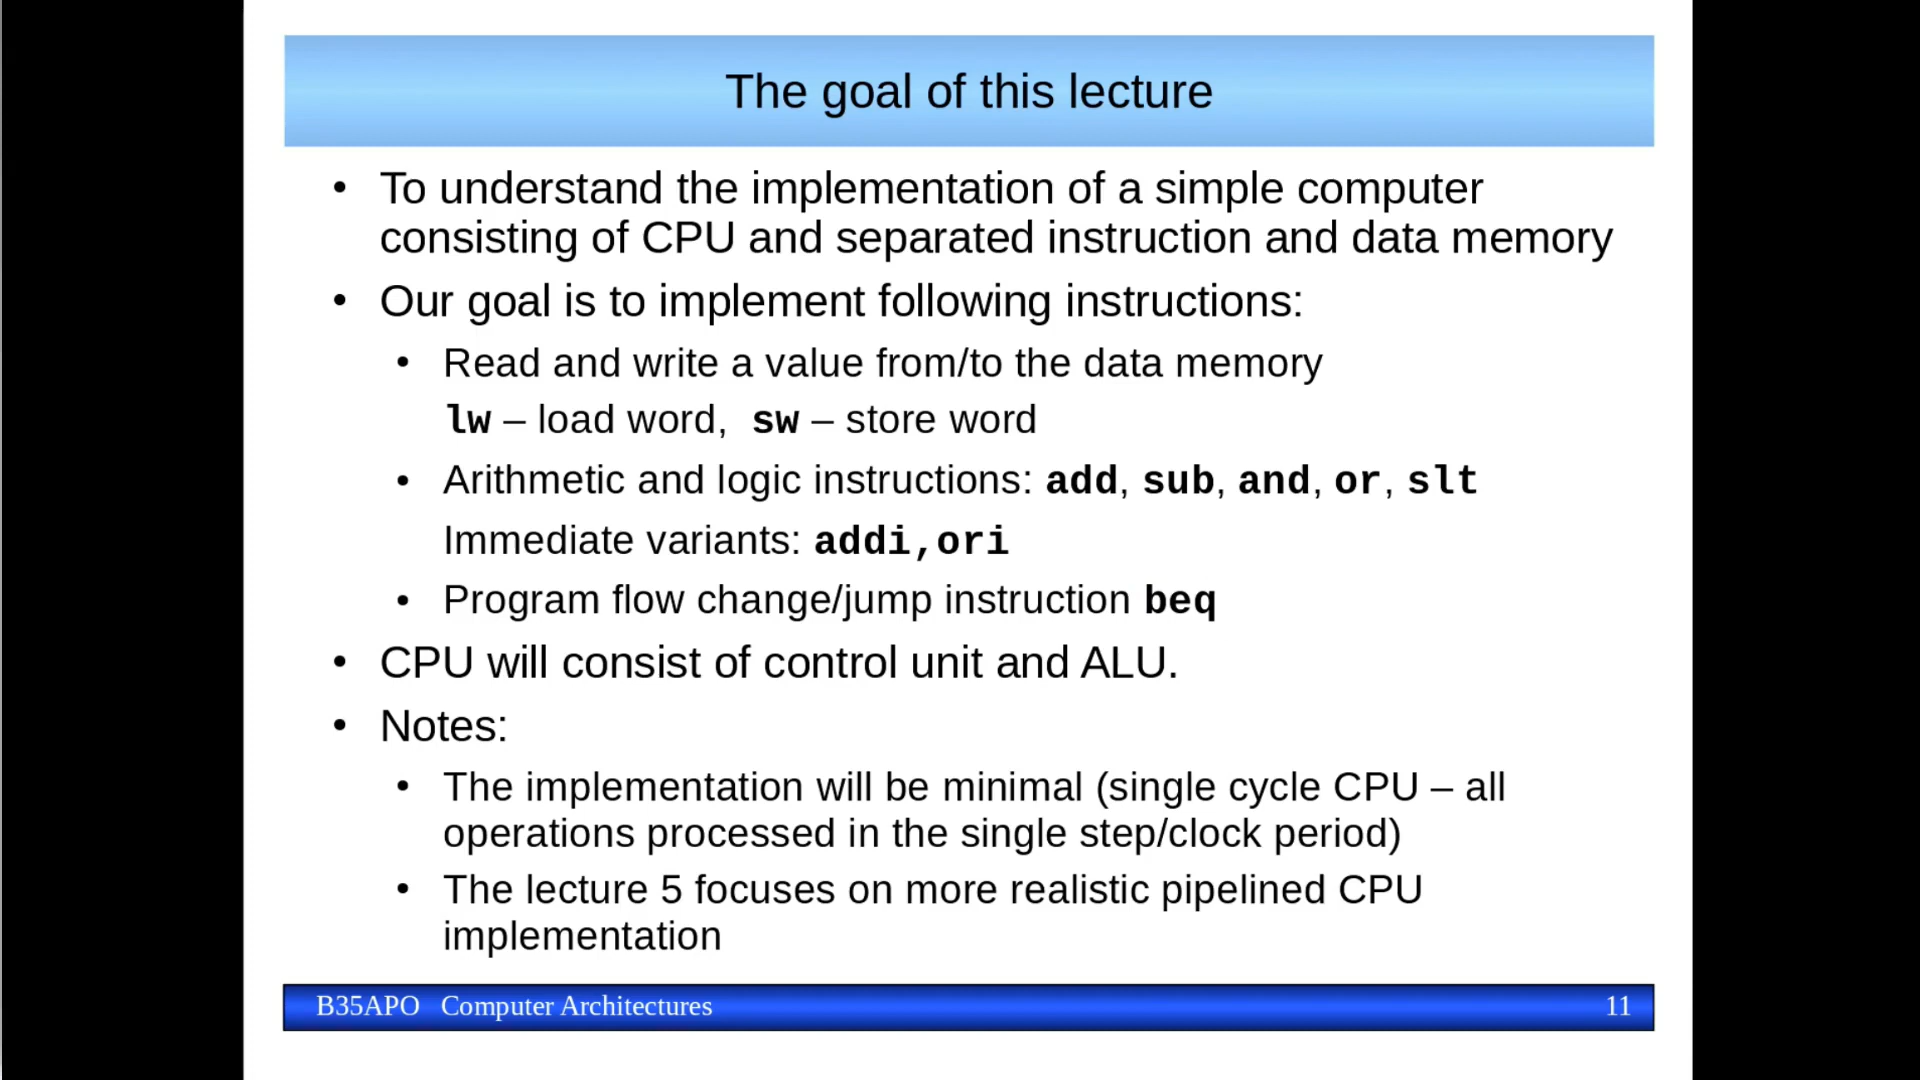 The goal of this lecture
• To understand the implementation of a simple computer
consisting of CPU and separated instruction and data memory
• Our goal is to implement following instructions:
• Read and write a value from/to the data memory
lw – load word, sw – store word
• Arithmetic and logic instructions: add, sub, and, or, slt
Immediate variants: addi,ori
• Program flow change/jump instruction beq
• CPU will consist of control unit and ALU.
• Notes:
• The implementation will be minimal (single cycle CPU – all
operations processed in the single step/clock period)
• The lecture 5 focuses on more realistic pipelined CPU
implementation
B35APO Computer Architectures 11